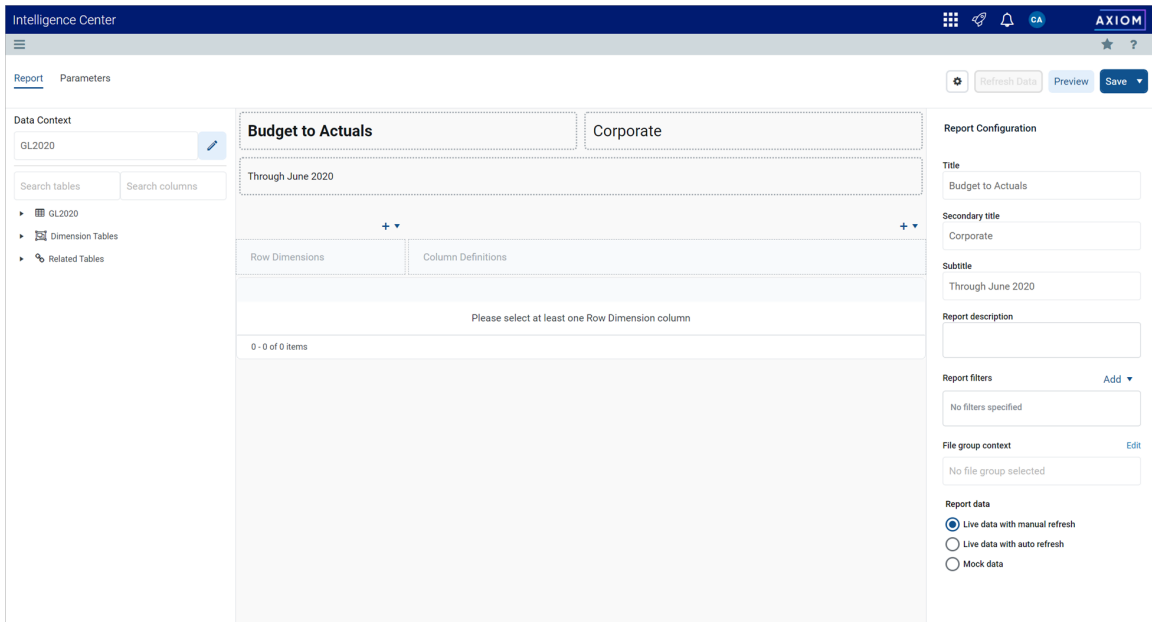 Intelligence Center
CA
AXIOM
?
Report Parameters
Refresh Data Preview Save
Data Context
GL2020
Search tables Search columns
GL2020
Dimension Tables
Related Tables
Budget to Actuals Corporate
Through June 2020
+ +
Row Dimensions Column Definitions
Please select at least one Row Dimension column
0 - 0 of 0 items
Report Configuration
Title
Budget to Actuals
Secondary title
Corporate
Subtitle
Through June 2020
Report description
Report filters Add
No filters specified
File group context Edit
No file group selected
Report data
Live data with manual refresh
Live data with auto refresh
Mock data